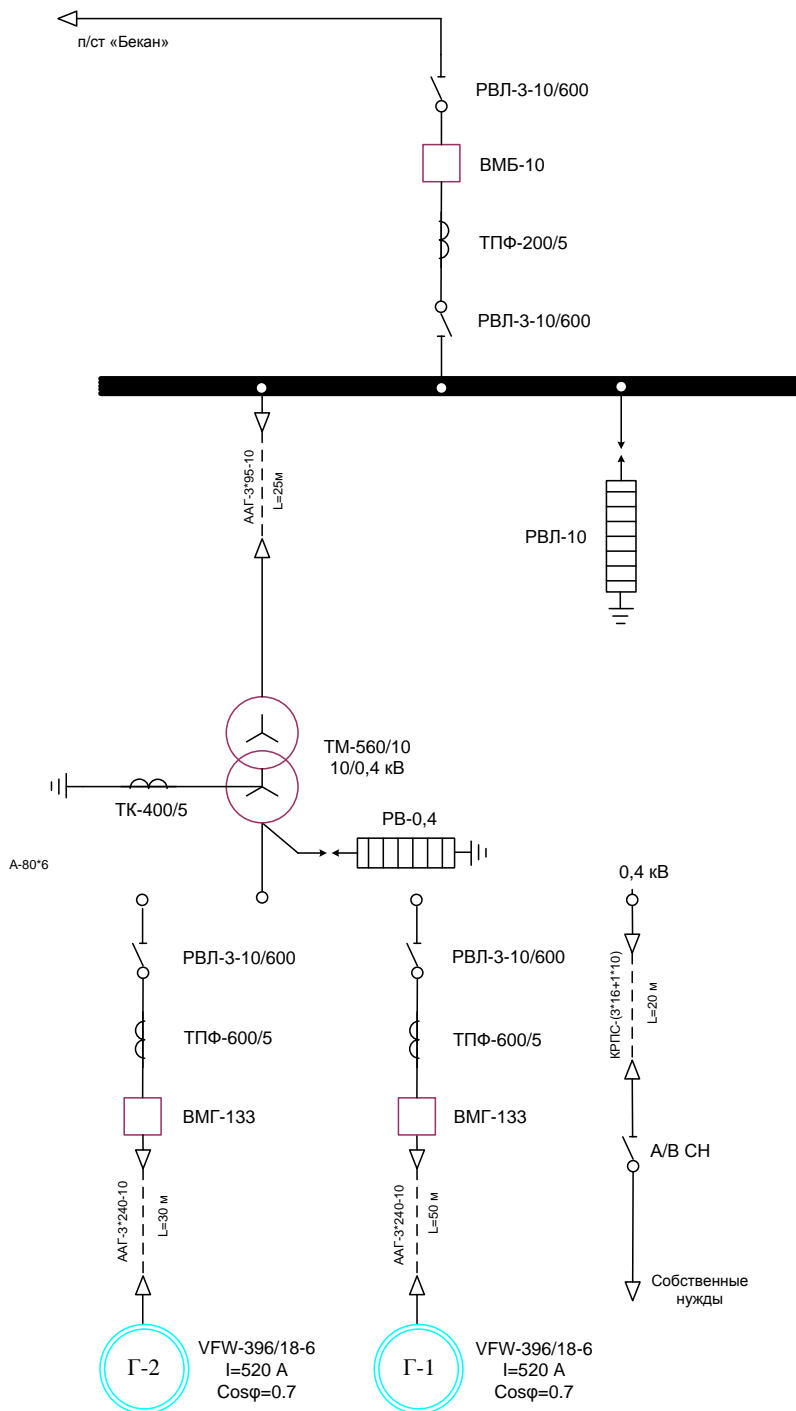 п/ст «Бекан»
РВЛ-3-10/600
ВМБ-10
ТПФ-200/5
РВЛ-3-10/600
ААГ-3*95-10
L=25м
РВЛ-10
ТМ-560/10
10/0,4 кВ
ТК-400/5
РВ-0,4
А-80*6
0,4 кВ
РВЛ-3-10/600
РВЛ-3-10/600
КРПС-(3*16+1*10)
L=20 м
ТПФ-600/5
ТПФ-600/5
ВМГ-133
ВМГ-133
А/В СН
ААГ-3*240-10
L=30 м
ААГ-3*240-10
L=50 м
Собственные
нужды
Г-2
VFW-396/18-6
I=520 А
Cosφ=0.7
Г-1
VFW-396/18-6
I=520 А
Cosφ=0.7